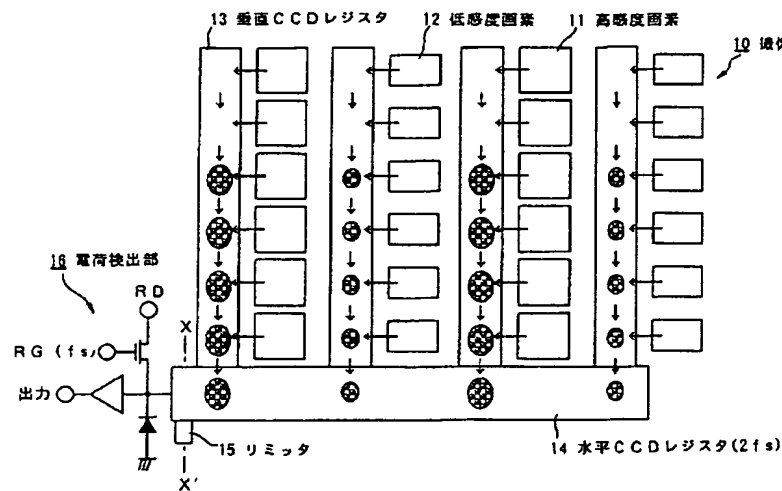 13 垂直CCDレジスタ
12 低感度画素
11 高感度画素
10 撮像
16 電荷検出部
RD
X
RG (fs)
出力
15 リミッタ
14 水平CCDレジスタ(2fs)
X'